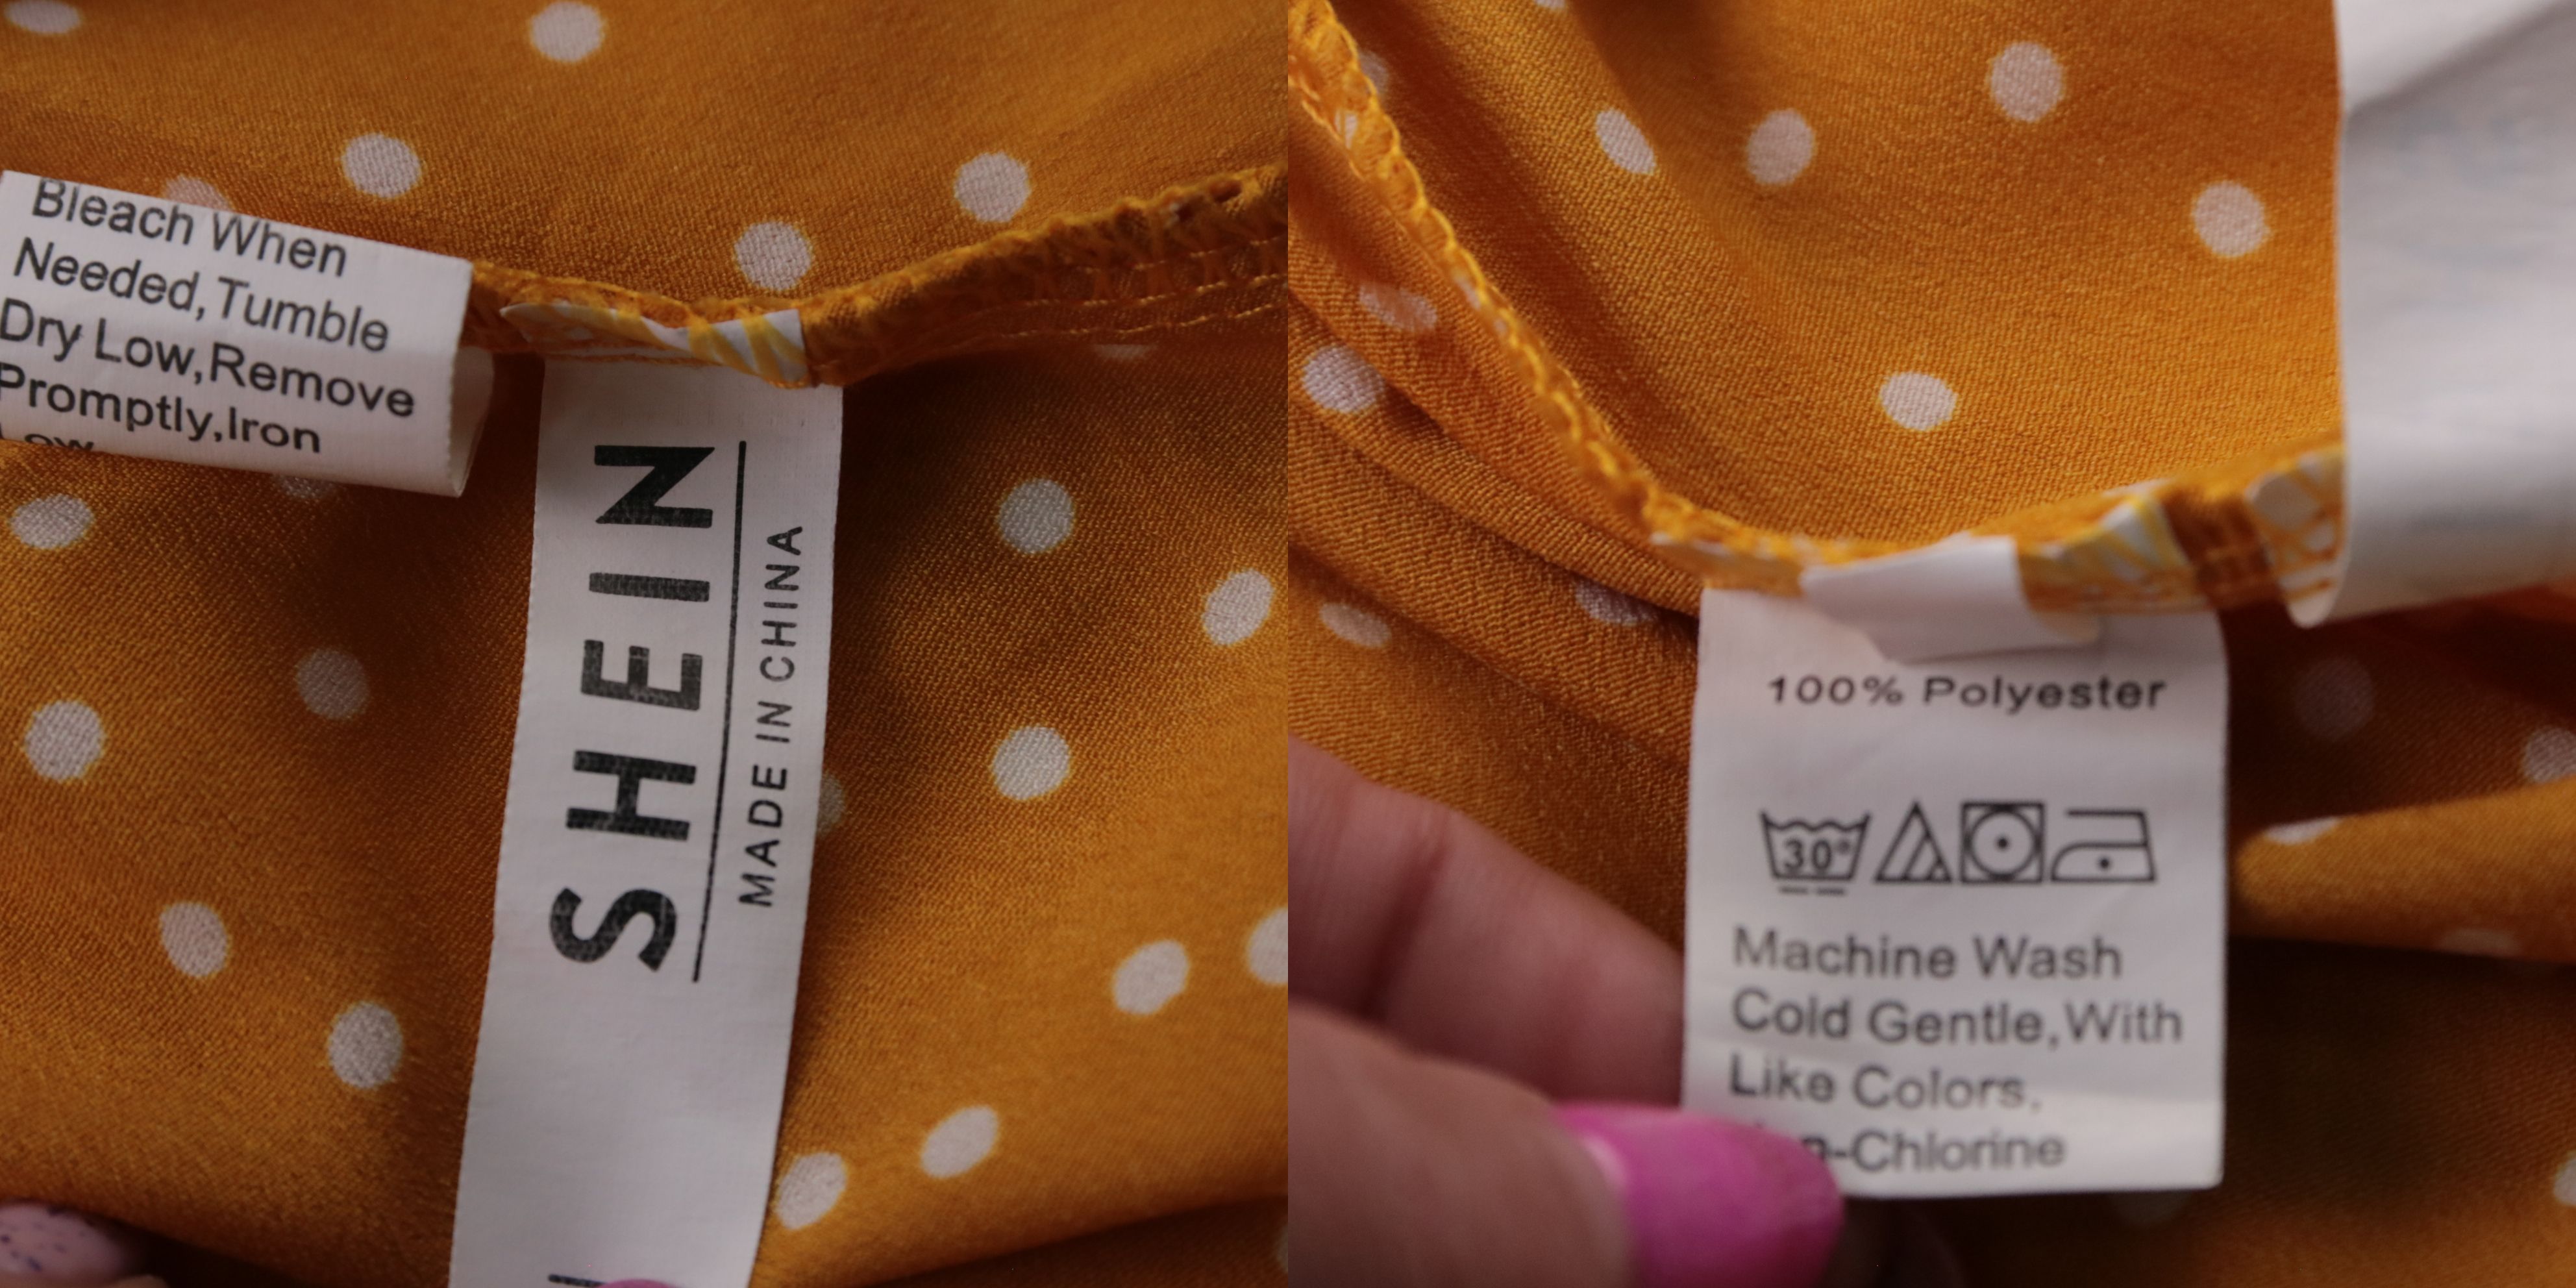 Bleach When
Needed,Tumble
Dry Low,Remove
Promptly,Iron
Low
SHEIN
MADE IN CHINA
100% Polyester
30°
Machine Wash
Cold Gentle,With
Like Colors,
-Chlorine